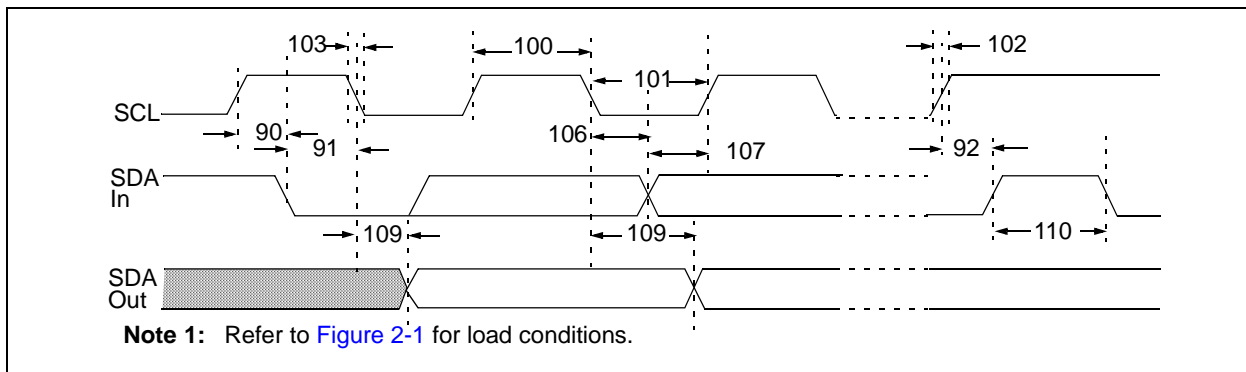 103
100
102
101
SCL
90
106
91
107
92
SDA
In
109
109
110
SDA
Out
Note 1: Refer to Figure 2-1 for load conditions.